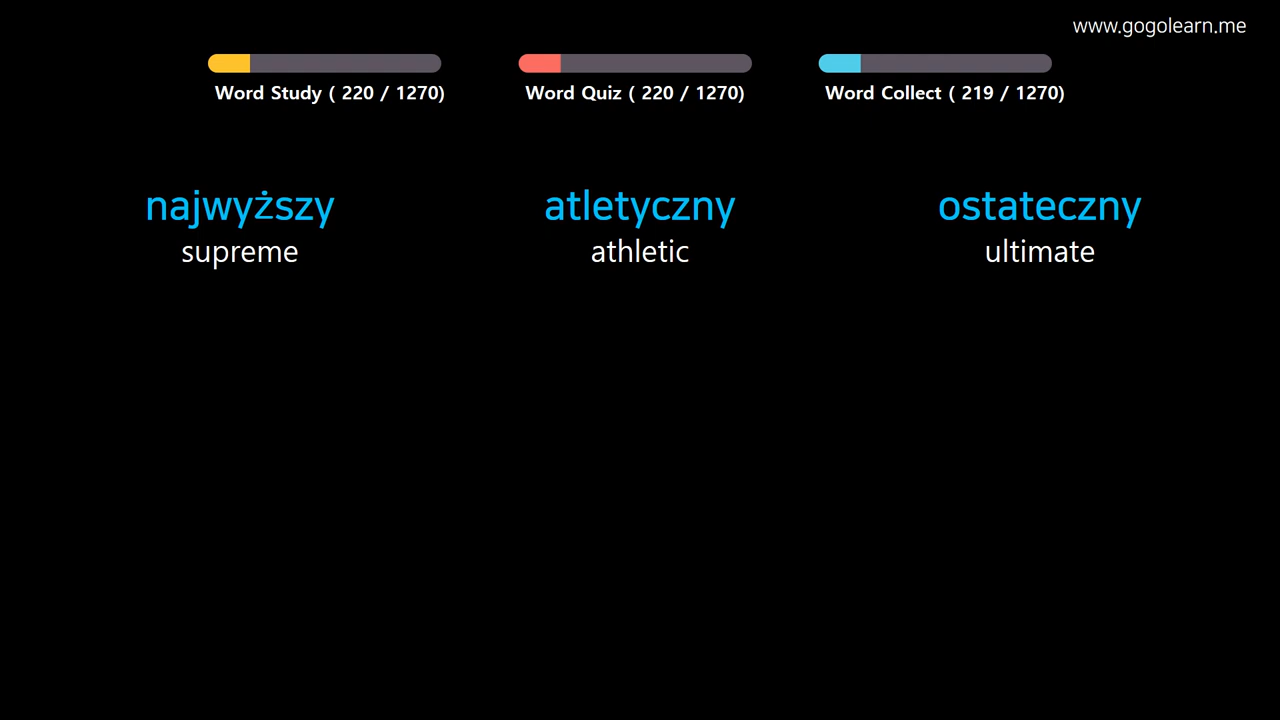 www.gogolearn.me
Word Study ( 220 / 1270)
Word Quiz ( 220 / 1270)
Word Collect ( 219 / 1270)
najwyższy
supreme
atletyczny
athletic
ostateczny
ultimate